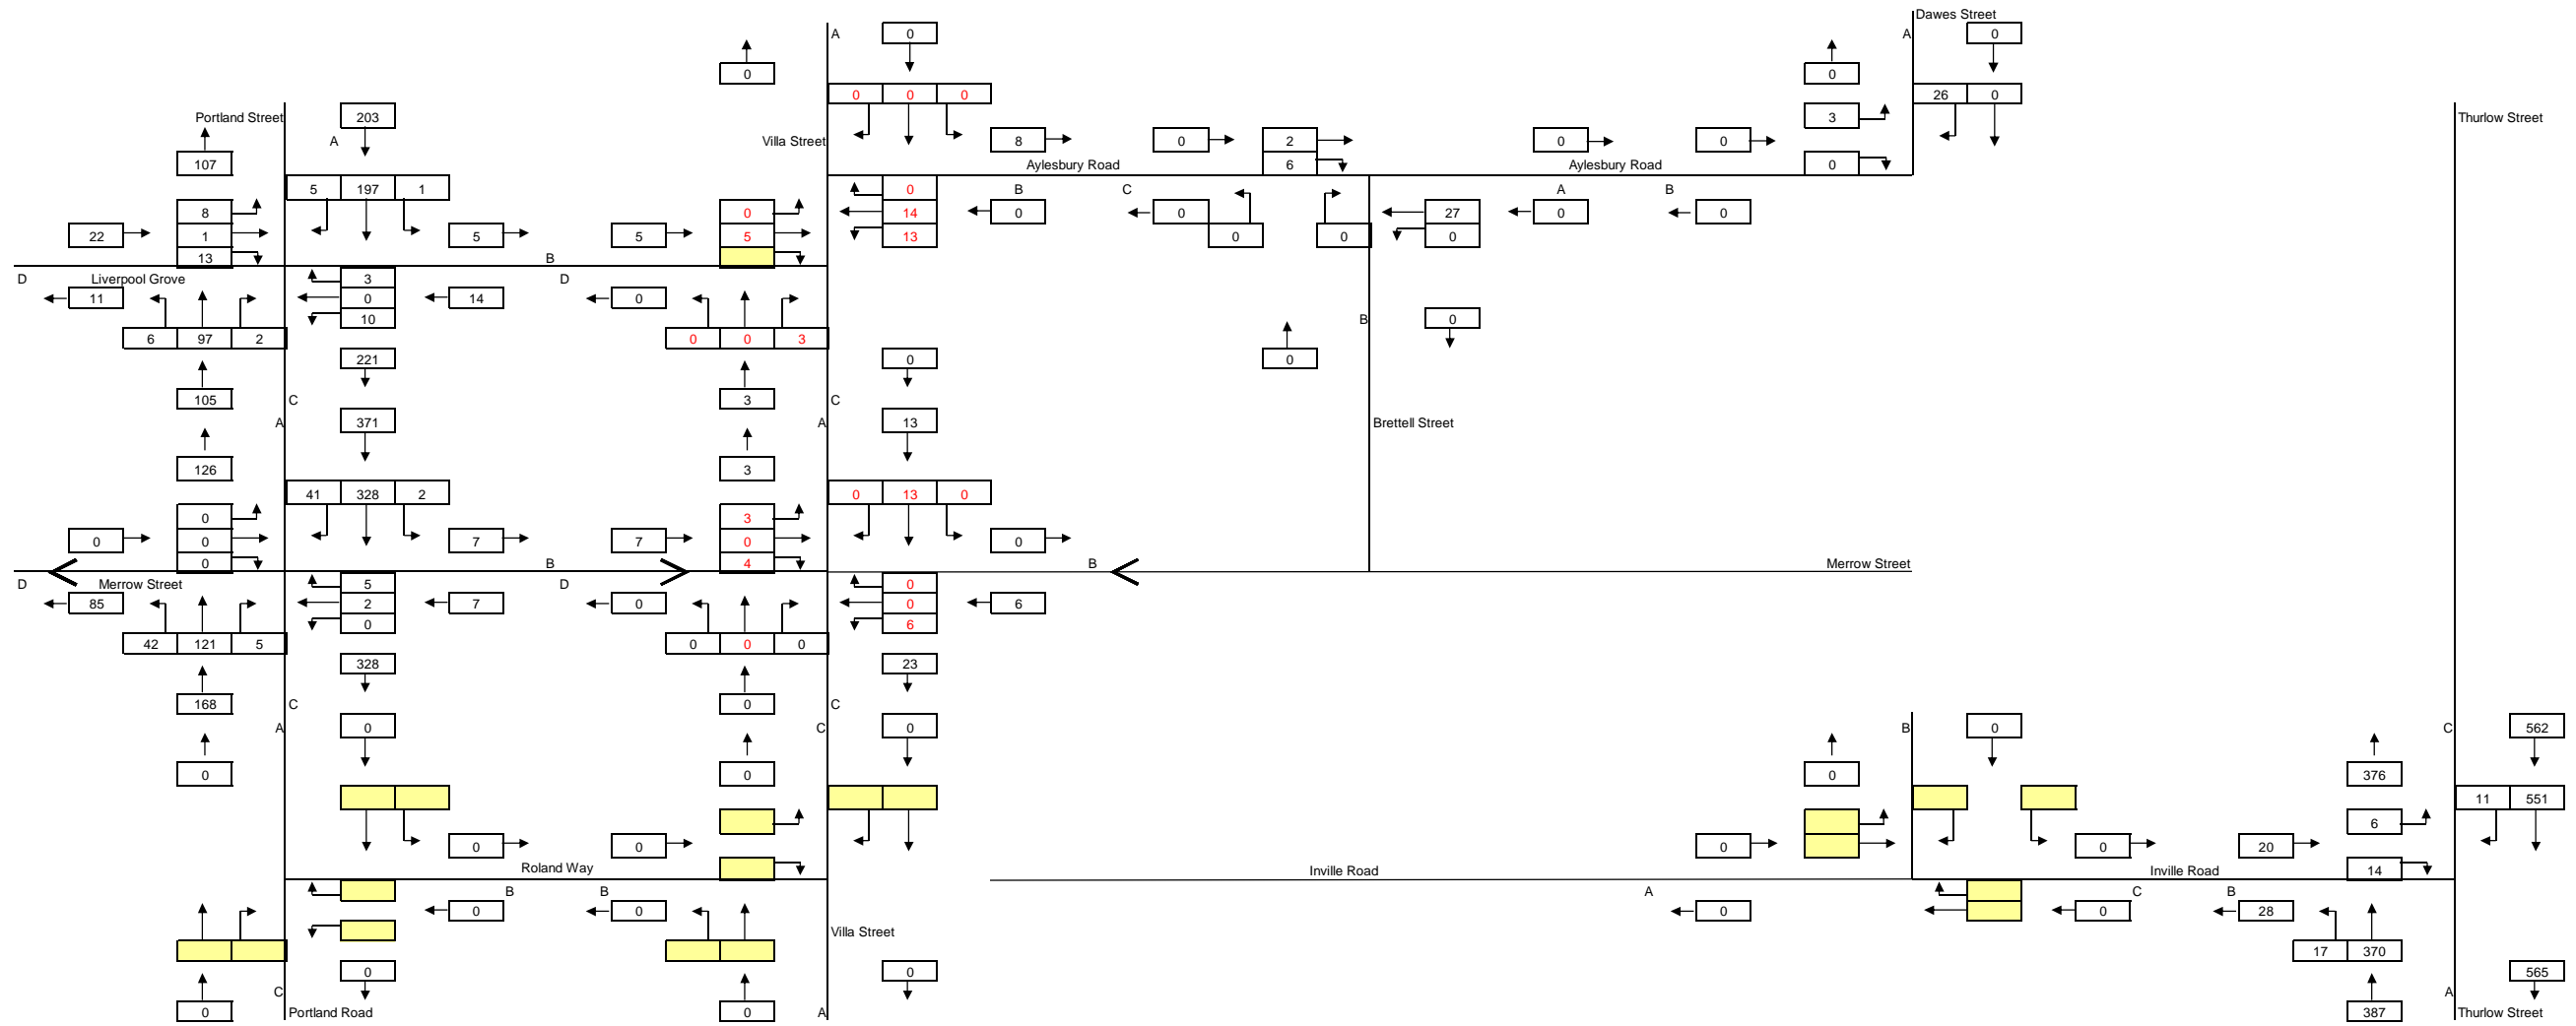 Dawes Street
A 0 A 0
0 0
0 0 0 26 0
Portland Street 203 3 Thurlow Street
A Villa Street 8 0 2 0 0
107 Aylesbury Road 6 Aylesbury Road 0
5 197 1 0 B C A B
8 0 14 0 0 27 0 0
22 1 5 5 5 13 0 0 0
13 B
D Liverpool Grove 3 D
11 0 14 0
10 B 0
6 97 2 0 0 3
221 0 0
105 C 3 C
A 371 A 13 Brettell Street
126 3
41 328 2 0 13 0
0 3
0 0 7 7 0 0
0 B 4 B Merrow Street
D Merrow Street 5 D 0
85 2 7 0 0 6
0 6
42 121 5 0 0 0
328 23
168 C 0 C
A 0 C 0 B 0 C 562
0 0 0 376
11 551
6
0 0 0 0 20
Roland Way Inville Road Inville Road 14
B B A C B
0 0 0 0 28
Villa Street
17 370
0 0 565
C A A
0 Portland Road 0 387 Thurlow Street